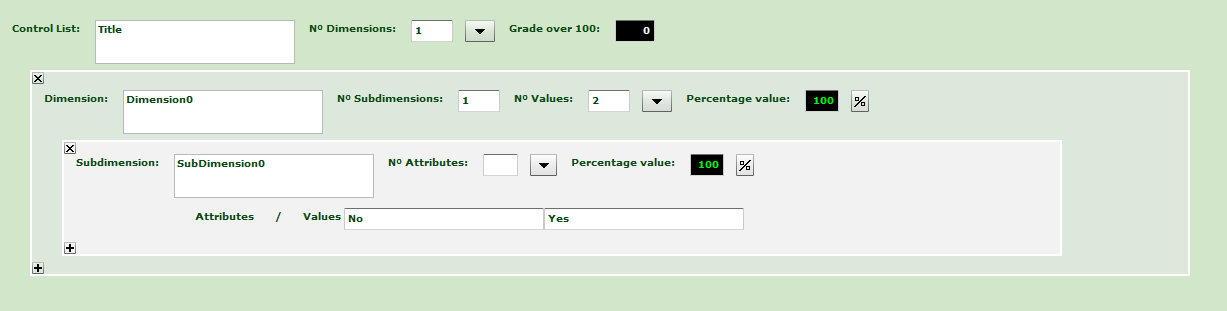 Control List: Title Nº Dimensions: 1 Grade over 100: 0
Dimension: Dimension0 Nº Subdimensions: 1 Nº Values: 2 Percentage value: 100 %
Subdimension: SubDimension0 Nº Attributes: Percentage value: 100 %
Attributes / Values No Yes